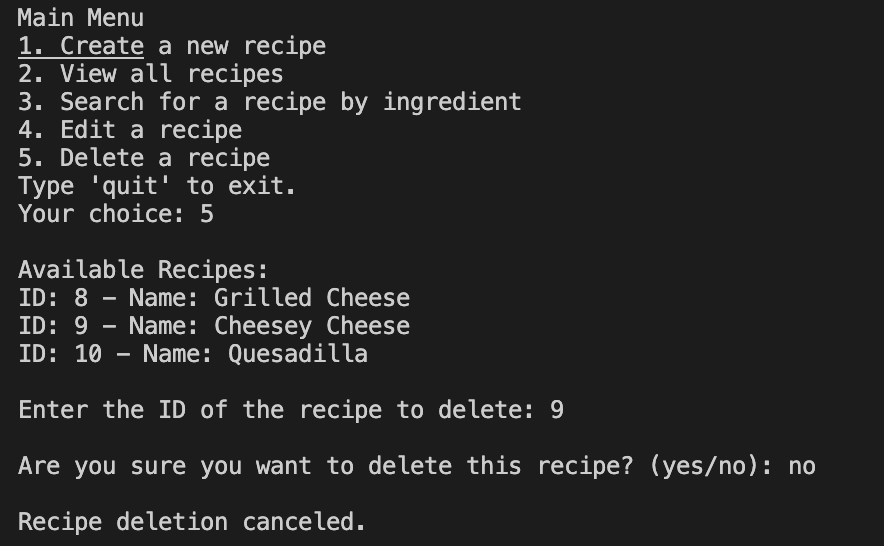 Main Menu
1. Create a new recipe
2. View all recipes
3. Search for a recipe by ingredient
4. Edit a recipe
5. Delete a recipe
Type 'quit' to exit.
Your choice: 5
Available Recipes:
ID: 8 – Name: Grilled Cheese
ID: 9 – Name: Cheesey Cheese
ID: 10 – Name: Quesadilla
Enter the ID of the recipe to delete: 9
Are you sure you want to delete this recipe? (yes/no): no
Recipe deletion canceled.